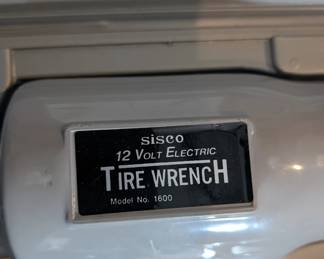 sisco
12 VOLT ELECTRIC
TIRE WRENCH
Model No. 1600